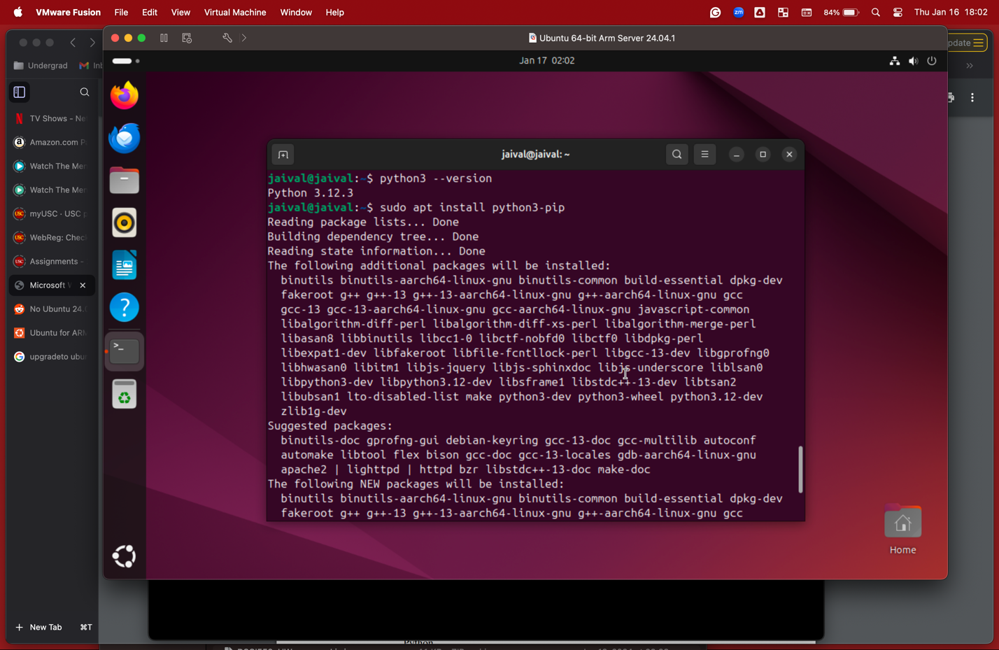 VMware Fusion File Edit View Virtual Machine Window Help
zm 84% Thu Jan 16 18:02
Ubuntu 64-bit Arm Server 24.04.1
Undergrad
TV Shows - Ne
Amazon.com
Watch The Men
Watch The Men
myUSC · USC
WebReg: Chec
Assignments -
Microsoft
No Ubuntu 24.
Ubuntu for ARM
upgradeto ubu
New Tab ⌘T
Jan 17 02:02
jaival@jaival: ~
jaival@jaival:~$ python3 --version
Python 3.12.3
jaival@jaival:~$ sudo apt install python3-pip
Reading package lists... Done
Building dependency tree... Done
Reading state information... Done
The following additional packages will be installed:
binutils binutils-aarch64-linux-gnu binutils-common build-essential dpkg-dev
fakeroot g++ g++-13 g++-13-aarch64-linux-gnu g++-aarch64-linux-gnu gcc
gcc-13 gcc-13-aarch64-linux-gnu gcc-aarch64-linux-gnu javascript-common
libalgorithm-diff-perl libalgorithm-diff-xs-perl libalgorithm-merge-perl
libasan8 libbinutils libcc1-0 libctf-nobfd0 libctf0 libdpkg-perl
libexpat1-dev libfakeroot libfile-fcntllock-perl libgcc-13-dev libgprofng0
libhwasan0 libitm1 libjs-jquery libjs-sphinxdoc libjs-underscore liblsan0
libpython3-dev libpython3.12-dev libsframe1 libstdc++-13-dev libtsan2
libubsan1 lto-disabled-list make python3-dev python3-wheel python3.12-dev
zlib1g-dev
Suggested packages:
binutils-doc gprofng-gui debian-keyring gcc-13-doc gcc-multilib autoconf
automake libtool flex bison gcc-doc gcc-13-locales gdb-aarch64-linux-gnu
apache2 | lighttpd | httpd bzr libstdc++-13-doc make-doc
The following NEW packages will be installed:
binutils binutils-aarch64-linux-gnu binutils-common build-essential dpkg-dev
fakeroot g++ g++-13 g++-13-aarch64-linux-gnu g++-aarch64-linux-gnu gcc
Home